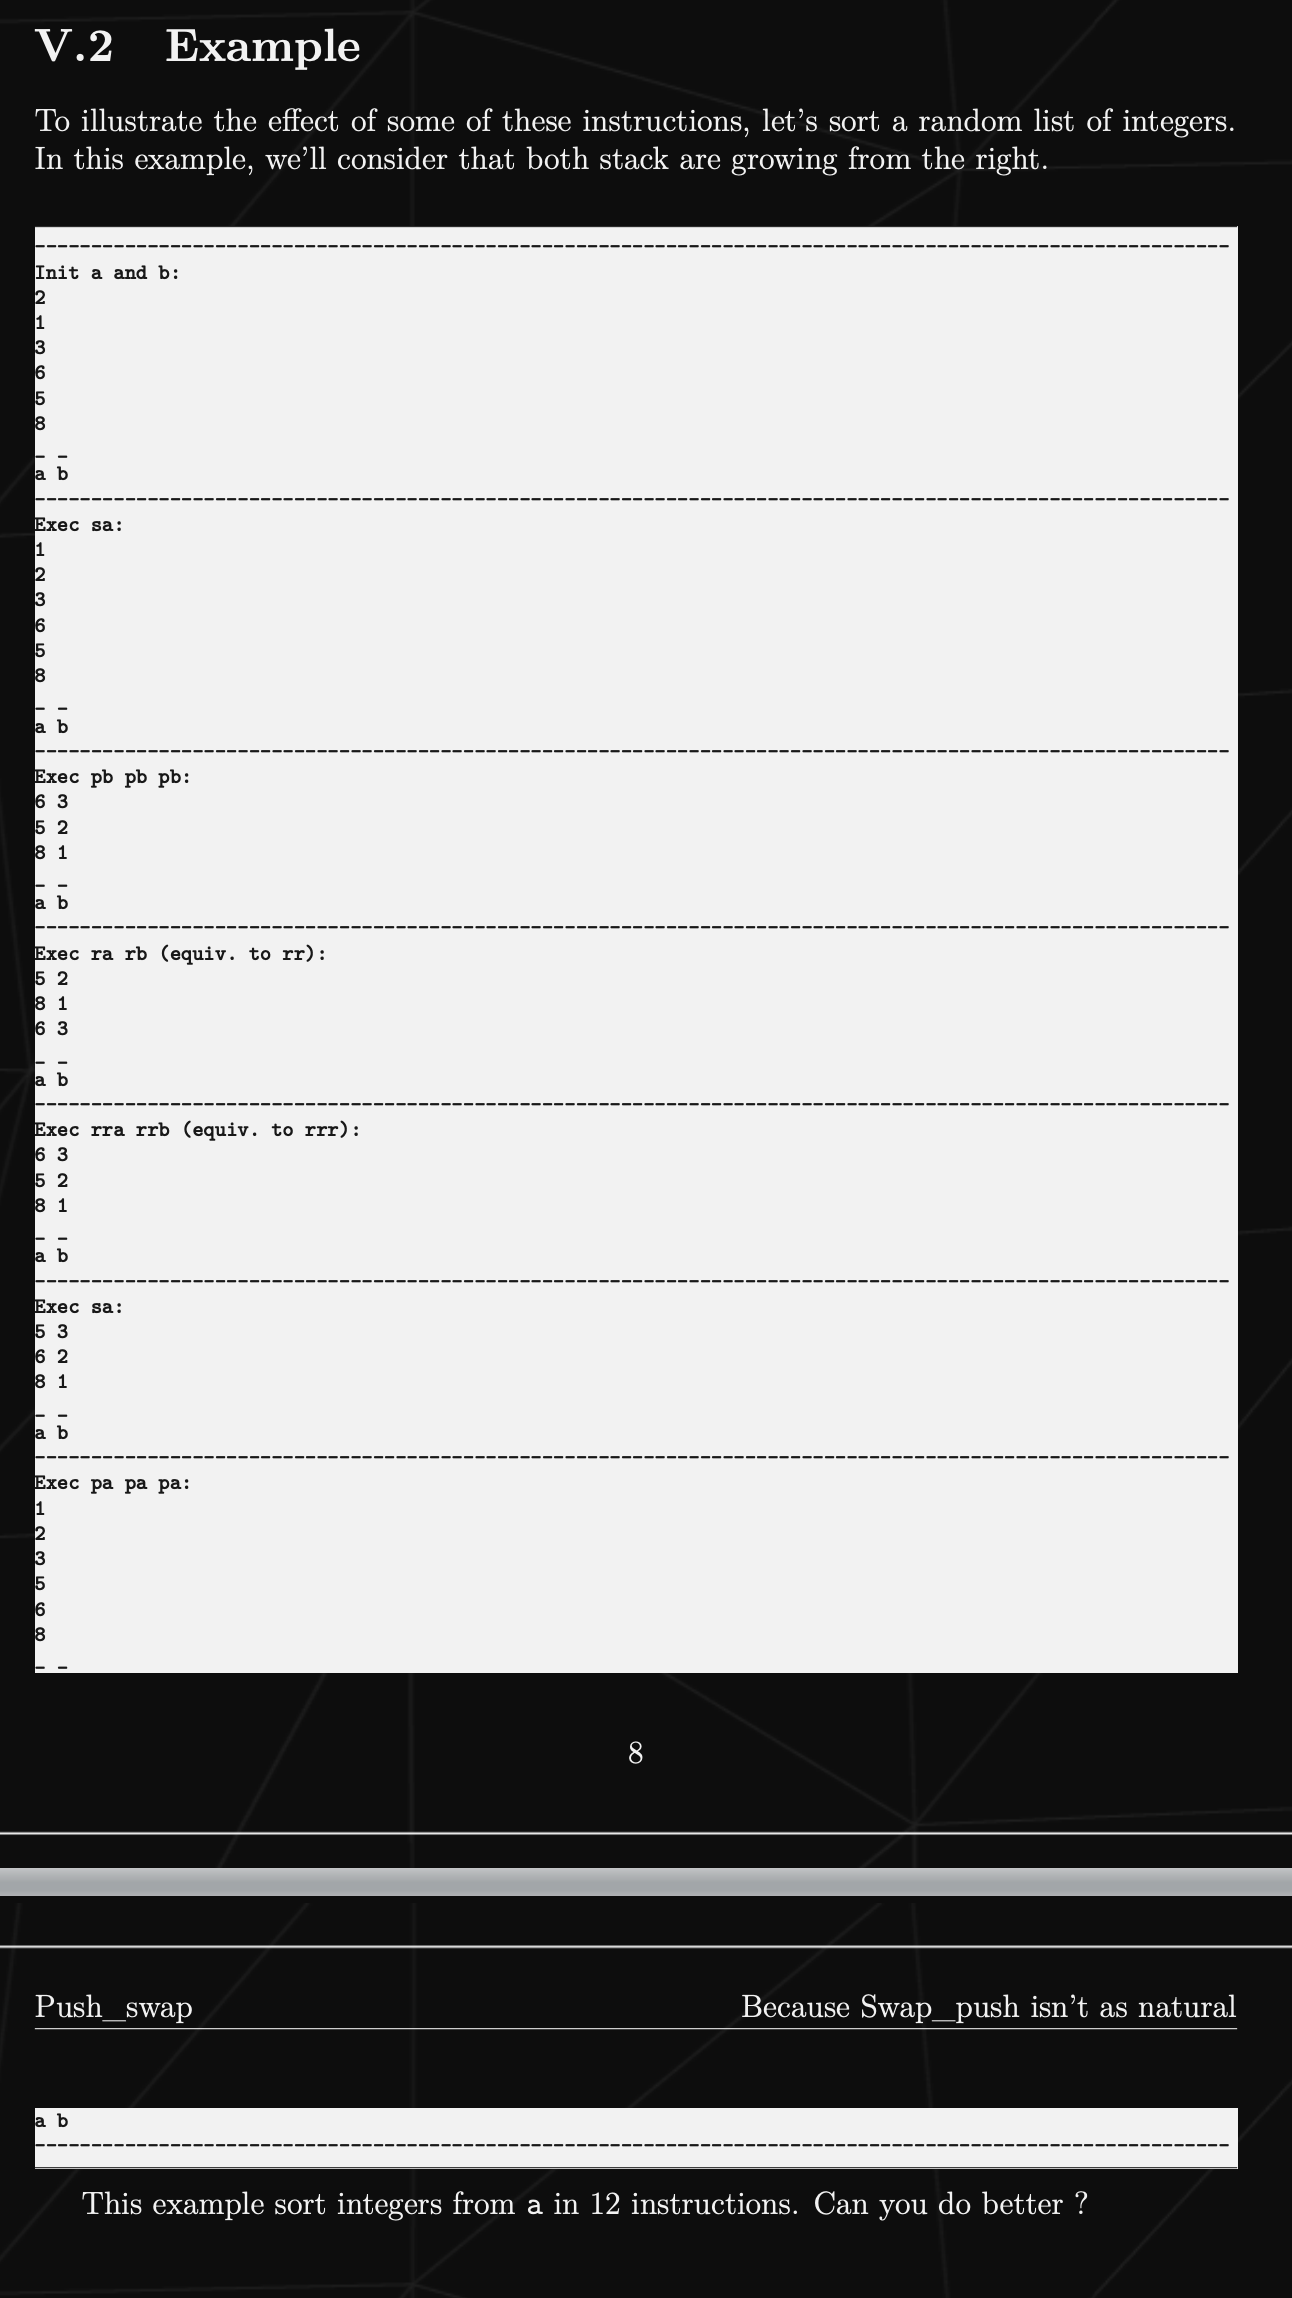 V.2 Example
To illustrate the effect of some of these instructions, let's sort a random list of integers.
In this example, we'll consider that both stack are growing from the right.
----------------------------------------------------------------------------------------------------------
Init a and b:
2
1
3
6
5
8
_ _
a b
----------------------------------------------------------------------------------------------------------
Exec sa:
1
2
3
6
5
8
_ _
a b
----------------------------------------------------------------------------------------------------------
Exec pb pb pb:
6 3
5 2
8 1
_ _
a b
----------------------------------------------------------------------------------------------------------
Exec ra rb (equiv. to rr):
5 2
8 1
6 3
_ _
a b
----------------------------------------------------------------------------------------------------------
Exec rra rrb (equiv. to rrr):
6 3
5 2
8 1
_ _
a b
----------------------------------------------------------------------------------------------------------
Exec sa:
5 3
6 2
8 1
_ _
a b
----------------------------------------------------------------------------------------------------------
Exec pa pa pa:
1
2
3
5
6
8
_ _
8
Push_swap Because Swap_push isn't as natural
a b
----------------------------------------------------------------------------------------------------------
This example sort integers from a in 12 instructions. Can you do better ?